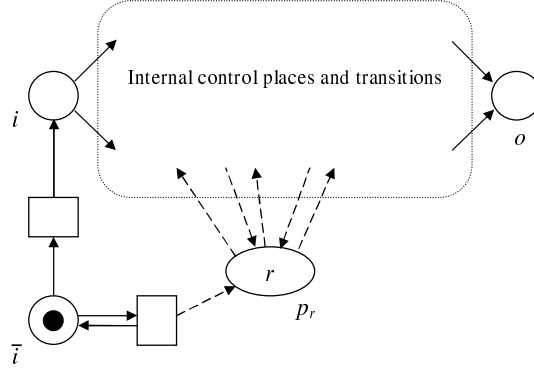 Internal control places and transitions
i
o
r
p_r
i̅